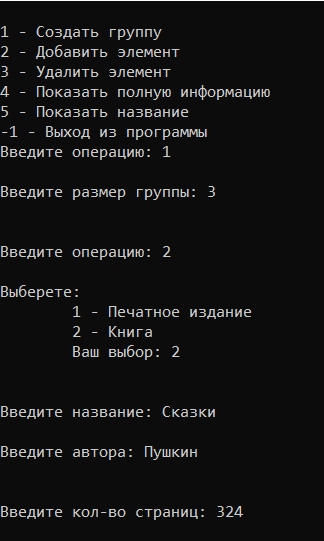 1 - Создать группу
2 - Добавить элемент
3 - Удалить элемент
4 - Показать полную информацию
5 - Показать название
-1 - Выход из программы
Введите операцию: 1
Введите размер группы: 3
Введите операцию: 2
Выберете:
1 - Печатное издание
2 - Книга
Ваш выбор: 2
Введите название: Сказки
Введите автора: Пушкин
Введите кол-во страниц: 324